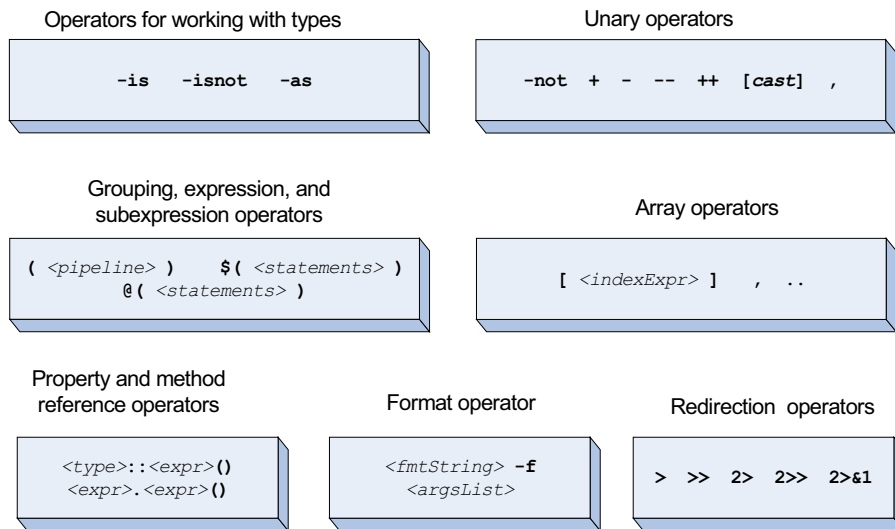 Operators for working with types
-is -isnot -as
Unary operators
-not + - -- ++ [cast] ,
Grouping, expression, and
subexpression operators
( <pipeline> ) $( <statements> )
@( <statements> )
Array operators
[ <indexExpr> ] , ..
Property and method
reference operators
<type>::<expr>()
<expr>.<expr>()
Format operator
<fmtString> -f
<argsList>
Redirection operators
> >> 2> 2>> 2>&1